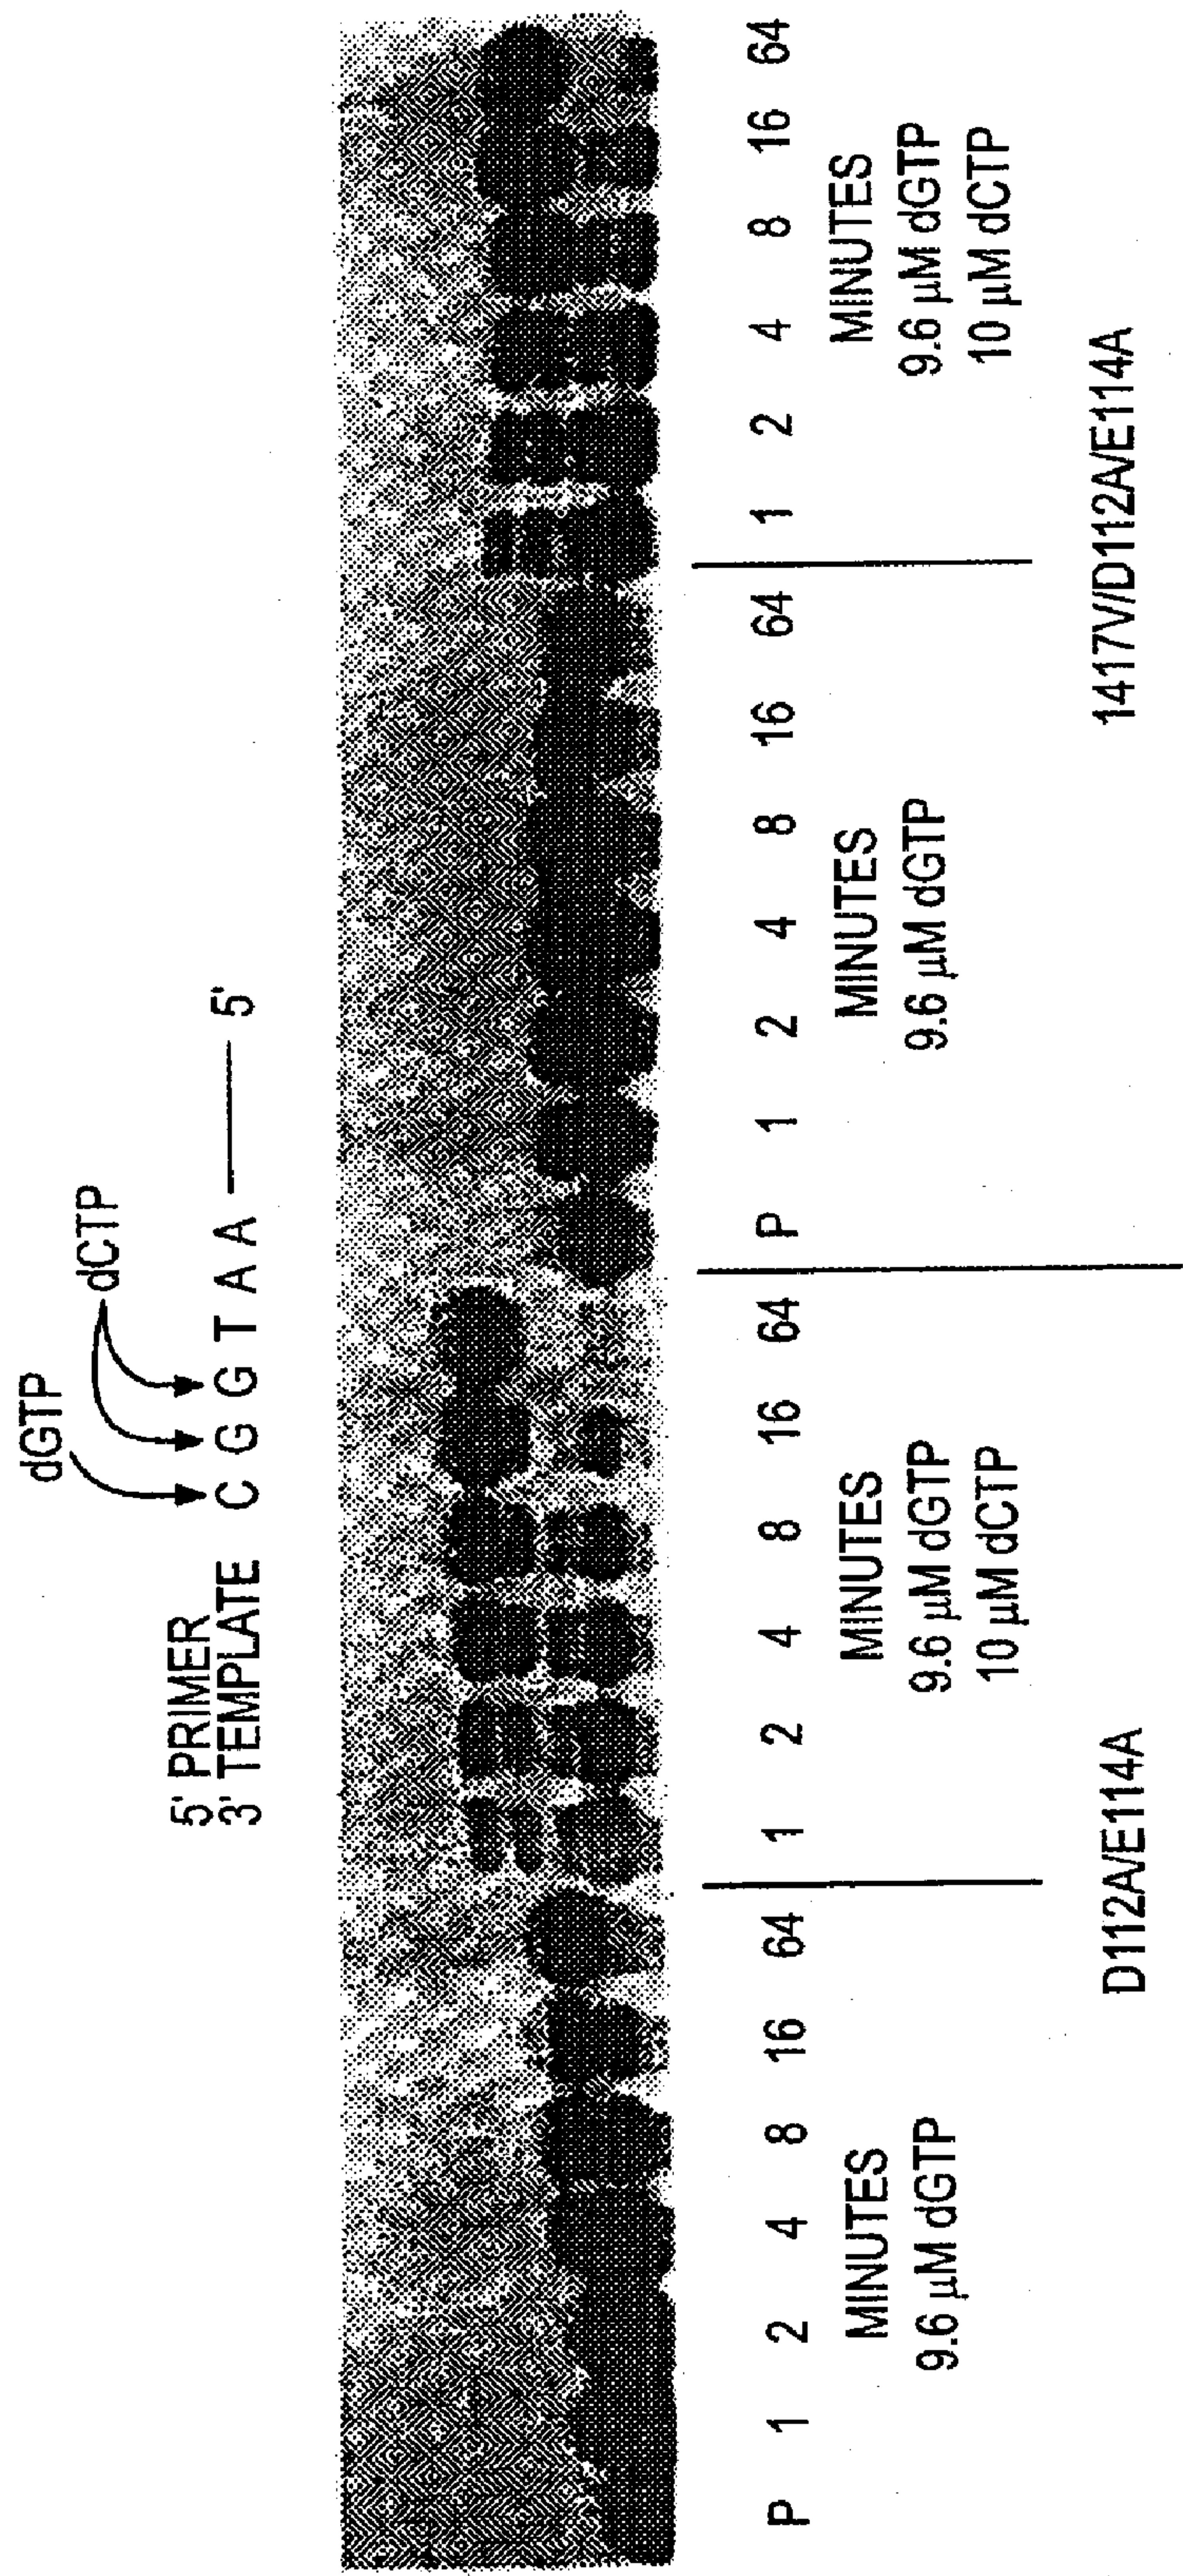 dGTP
dCTP
5' PRIMER
3' TEMPLATE C G G T A A 5'
P 1 2 4 8 16 64 1 2 4 8 16 64 P 1 2 4 8 16 64 1 2 4 8 16 64
MINUTES MINUTES MINUTES MINUTES
9.6 μM dGTP 9.6 μM dGTP 9.6 μM dGTP 9.6 μM dGTP
10 μM dCTP 10 μM dCTP
D112A/E114A 1417V/D112A/E114A